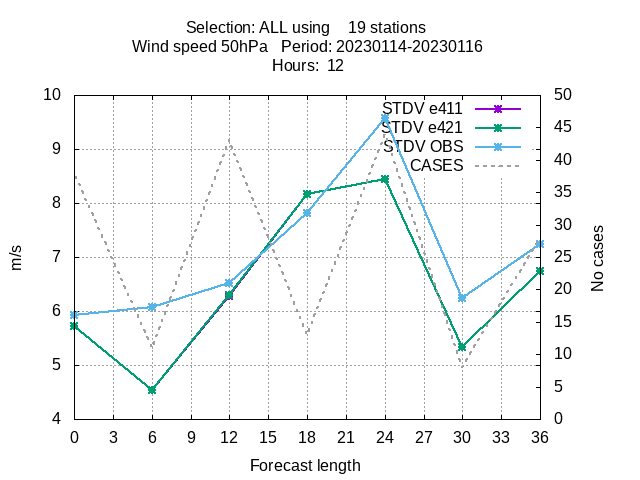 Selection: ALL using    19 stations
Wind speed 50hPa   Period: 20230114-20230116
Hours:  12
STDV e411
STDV e421
STDV OBS
CASES
10
9
8
7
6
5
4
m/s
50
45
40
35
30
25
20
15
10
5
0
No cases
0 3 6 9 12 15 18 21 24 27 30 33 36
Forecast length